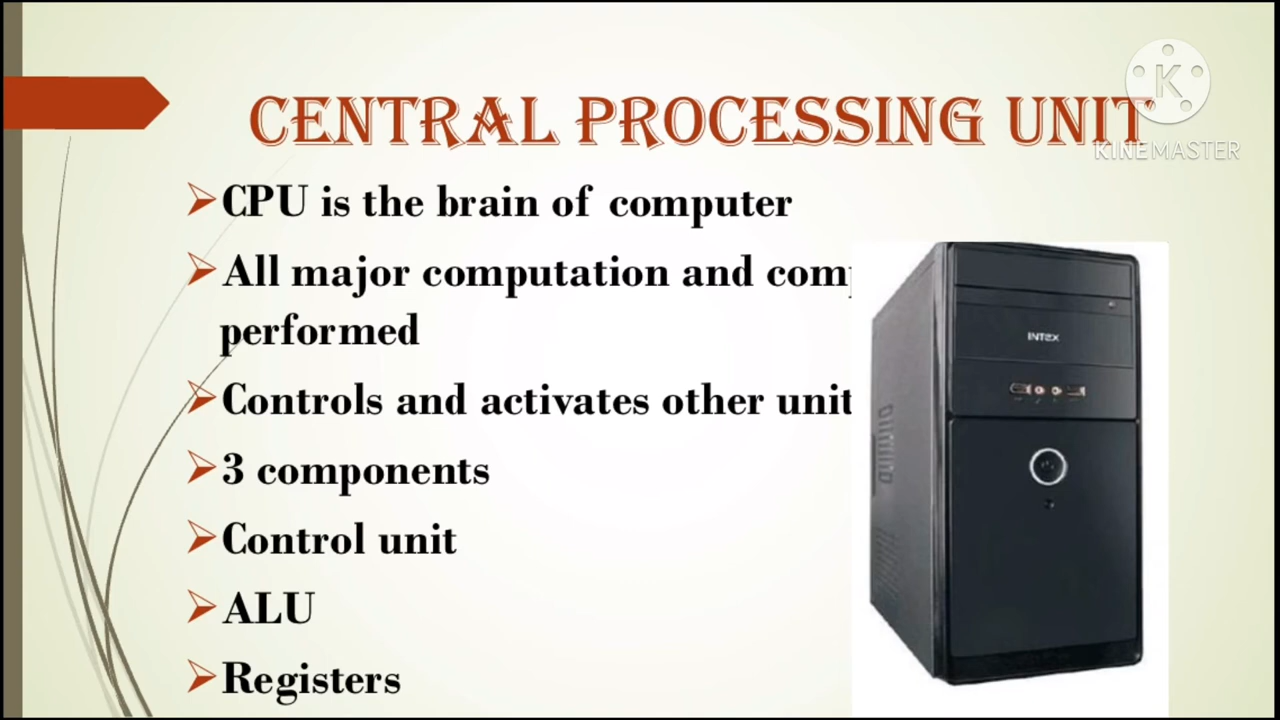 CENTRAL PROCESSING UNIT
K
KINEMASTER
CPU is the brain of computer
All major computation and
performed
INTEX
Controls and activates other unit
3 components
Control unit
ALU
Registers